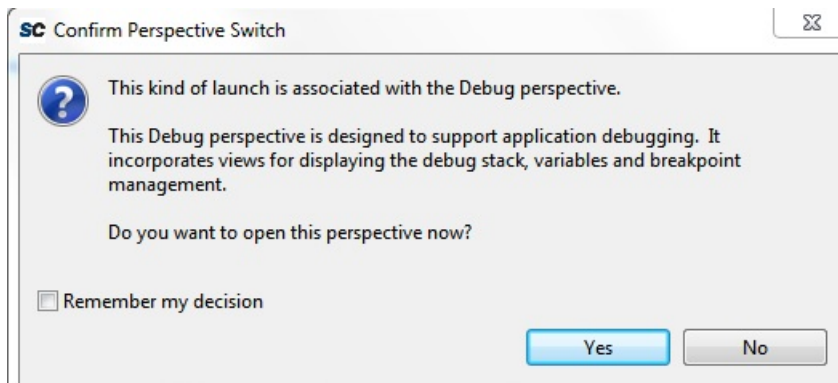 SC Confirm Perspective Switch
This kind of launch is associated with the Debug perspective.
This Debug perspective is designed to support application debugging. It
incorporates views for displaying the debug stack, variables and breakpoint
management.
Do you want to open this perspective now?
Remember my decision
Yes
No